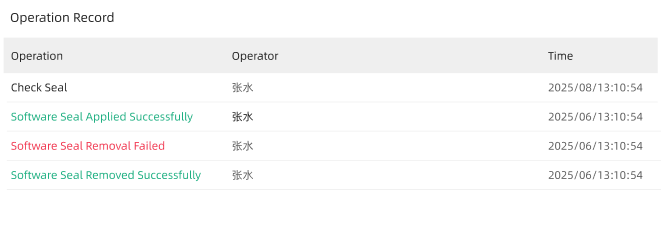 Operation Record
Operation Operator Time
Check Seal 张水 2025/08/13:10:54
Software Seal Applied Successfully 张水 2025/06/13:10:54
Software Seal Removal Failed 张水 2025/06/13:10:54
Software Seal Removed Successfully 张水 2025/06/13:10:54